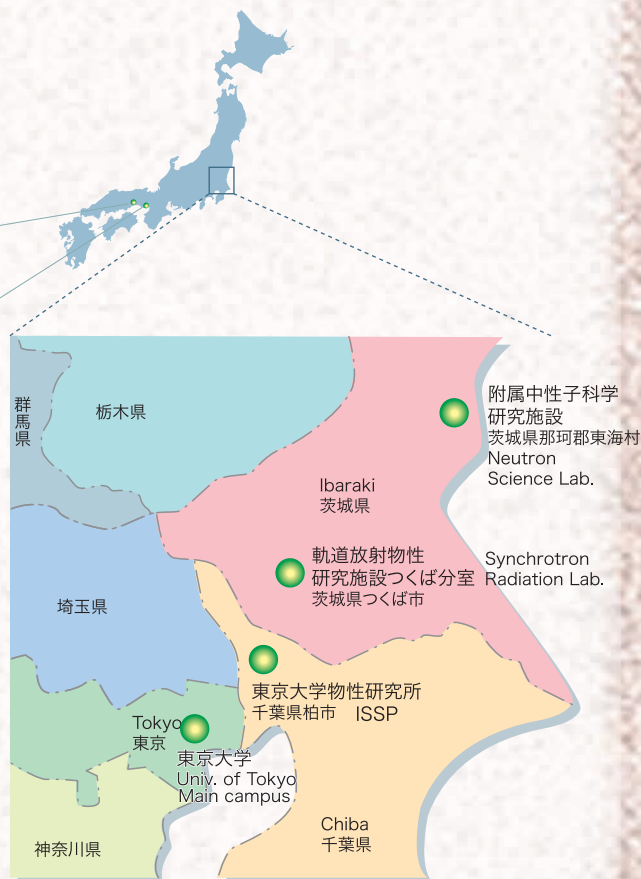 群馬県
栃木県
附属中性子科学
研究施設
茨城県那珂郡東海村
Neutron
Science Lab.
Ibaraki
茨城県
軌道放射物性
研究施設つくば分室
茨城県つくば市
Synchrotron
Radiation Lab.
埼玉県
東京大学物性研究所
千葉県柏市 ISSP
Tokyo
東京
東京大学
Univ. of Tokyo
Main campus
Chiba
千葉県
神奈川県